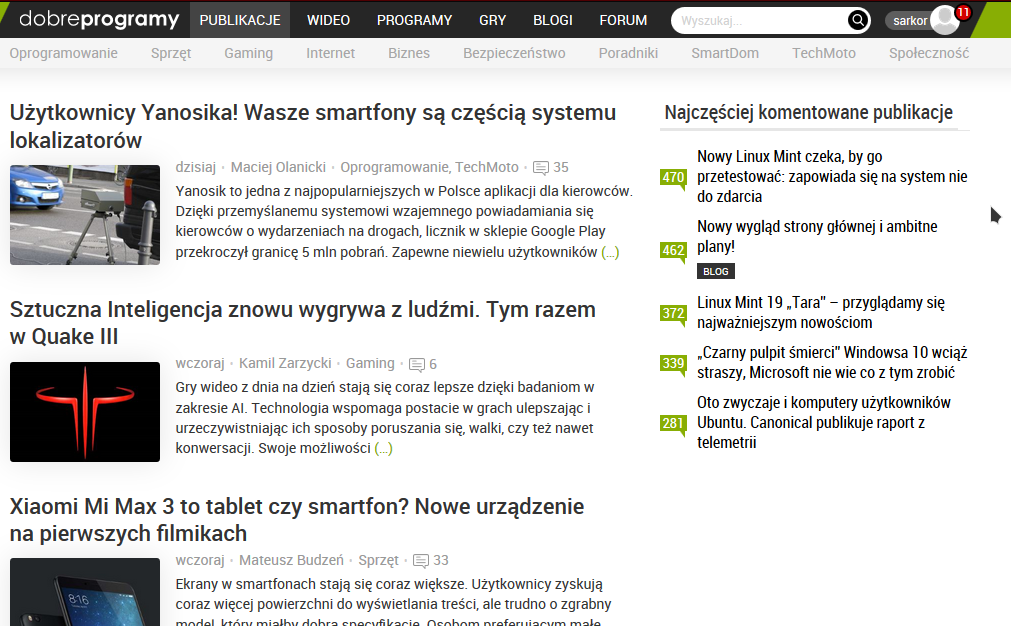 dobreprogramy PUBLIKACJE WIDEO PROGRAMY GRY BLOGI FORUM Wyszukaj... sarkor 11
Oprogramowanie Sprzęt Gaming Internet Biznes Bezpieczeństwo Poradniki SmartDom TechMoto Społeczność
Użytkownicy Yanosika! Wasze smartfony są częścią systemu
lokalizatorów
dzisiaj · Maciej Olanicki · Oprogramowanie, TechMoto · 35
Yanosik to jedna z najpopularniejszych w Polsce aplikacji dla kierowców.
Dzięki przemyślanemu systemowi wzajemnego powiadamiania się
kierowców o wydarzeniach na drogach, licznik w sklepie Google Play
przekroczył granicę 5 mln pobrań. Zapewne niewielu użytkowników (...)
Sztuczna Inteligencja znowu wygrywa z ludźmi. Tym razem
w Quake III
wczoraj · Kamil Zarzycki · Gaming · 6
Gry wideo z dnia na dzień stają się coraz lepsze dzięki badaniom w
zakresie AI. Technologia wspomaga postacie w grach ulepszając i
urzeczywistniając ich sposoby poruszania się, walki, czy też nawet
konwersacji. Swoje możliwości (...)
Xiaomi Mi Max 3 to tablet czy smartfon? Nowe urządzenie
na pierwszych filmikach
wczoraj · Mateusz Budzeń · Sprzęt · 33
8:16
Ekrany w smartfonach stają się coraz większe. Użytkownicy zyskują
coraz więcej powierzchni do wyświetlania treści, ale trudno o zgrabny
model, który miałby dobrą specyfikację. Osobom preferującym małe
Najczęściej komentowane publikacje
470
Nowy Linux Mint czeka, by go
przetestować: zapowiada się na system nie
do zdarcia
462
Nowy wygląd strony głównej i ambitne
plany!
BLOG
372
Linux Mint 19 „Tara” – przyglądamy się
najważniejszym nowościom
339
„Czarny pulpit śmierci” Windowsa 10 wciąż
straszy, Microsoft nie wie co z tym zrobić
281
Oto zwyczaje i komputery użytkowników
Ubuntu. Canonical publikuje raport z
telemetrii